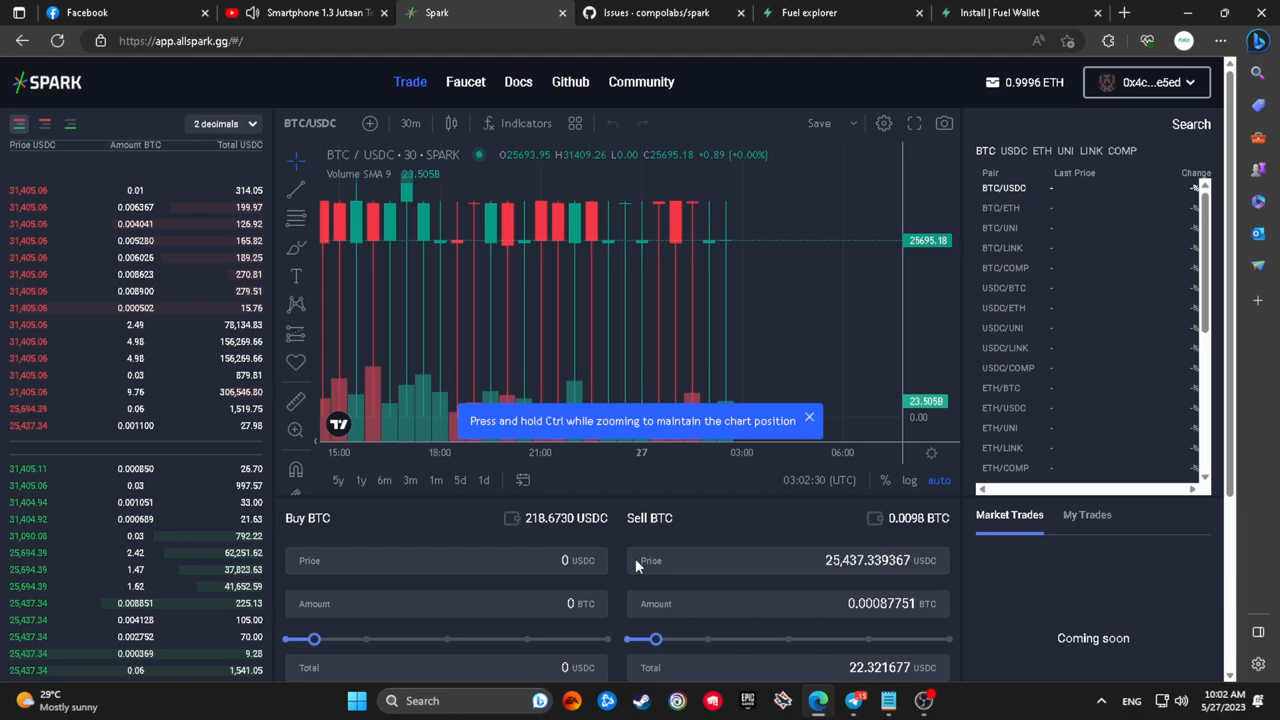 Facebook
Smartphone 1.3 Jutaan T
Spark
Issues · compolabs/spark
Fuel explorer
Install | Fuel Wallet
https://app.allspark.gg/#/
SPARK
Trade
Faucet
Docs
Github
Community
0.9996 ETH
0x4c...e5ed
2 decimals
Price USDC Amount BTC Total USDC
31,405.06 0.01 314.05
31,405.06 0.006367 199.97
31,405.06 0.004041 126.92
31,405.06 0.005280 165.82
31,405.06 0.006026 189.25
31,405.06 0.008623 270.81
31,405.06 0.008900 279.51
31,405.06 0.000502 15.76
31,405.06 2.49 78,134.83
31,405.06 4.98 156,269.66
31,405.06 4.98 156,269.66
31,405.06 0.03 879.81
31,405.06 9.76 306,546.80
25,694.39 0.06 1,519.75
25,437.34 0.001100 27.98
31,405.11 0.000850 26.70
31,405.06 0.03 997.57
31,404.94 0.001051 33.00
31,404.92 0.000689 21.63
31,090.08 0.03 792.22
25,694.39 2.42 62,251.62
25,694.39 1.47 37,823.63
25,694.39 1.62 41,652.59
25,437.34 0.008851 225.13
25,437.34 0.004128 105.00
25,437.34 0.002752 70.00
25,437.34 0.000369 9.28
25,437.34 0.06 1,541.05
BTC/USDC
30m
Indicators
Save
BTC / USDC · 30 · SPARK O25693.95 H31409.26 L0.00 C25695.18 +0.89 (+0.00%)
Volume SMA 9 23.505B
25695.18
23.505B
0.00
Press and hold Ctrl while zooming to maintain the chart position
15:00 18:00 21:00 27 03:00 06:00
5y 1y 6m 3m 1m 5d 1d
03:02:30 (UTC)
% log auto
Buy BTC
218.6730 USDC
Price 0 USDC
Amount 0 BTC
Total 0 USDC
Sell BTC
0.0098 BTC
Price 25,437.339367 USDC
Amount 0.00087751 BTC
Total 22.321677 USDC
Search
BTC USDC ETH UNI LINK COMP
Pair Last Price Change
BTC/USDC - -%
BTC/ETH - -%
BTC/UNI - -%
BTC/LINK - -%
BTC/COMP - -%
USDC/BTC - -%
USDC/ETH - -%
USDC/UNI - -%
USDC/LINK - -%
USDC/COMP - -%
ETH/BTC - -%
ETH/USDC - -%
ETH/UNI - -%
ETH/LINK - -%
ETH/COMP - -%
Market Trades
My Trades
Coming soon
29°C
Mostly sunny
Search
EPIC GAMES
15
ENG
10:02 AM
5/27/2023